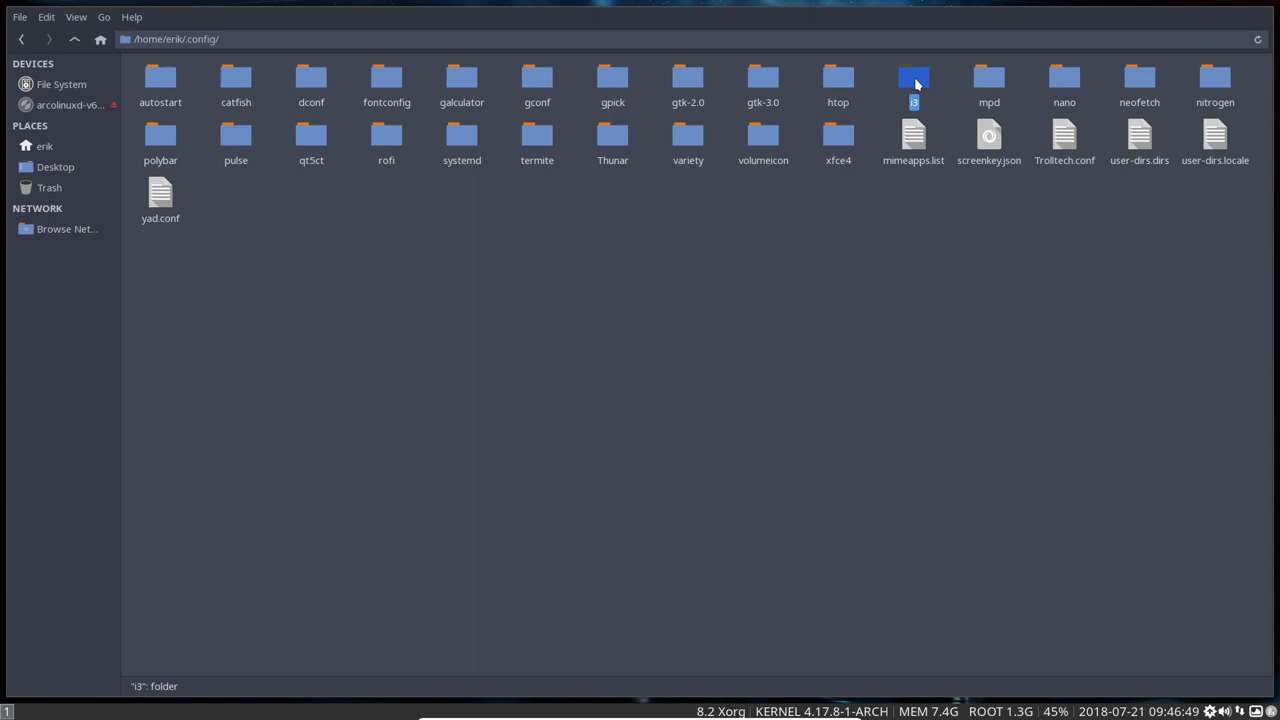 File Edit View Go Help
/home/erik/.config/
DEVICES
File System
arcolinuxd-v6...
PLACES
erik
Desktop
Trash
NETWORK
Browse Net...
autostart catfish dconf fontconfig galculator gconf gpick gtk-2.0 gtk-3.0 htop i3 mpd nano neofetch nitrogen
polybar pulse qt5ct rofi systemd termite Thunar variety volumeicon xfce4 mimeapps.list screenkey.json Trolltech.conf user-dirs.dirs user-dirs.locale
yad.conf
"i3": folder
1 8.2 Xorg KERNEL 4.17.8-1-ARCH MEM 7.4G ROOT 1.3G 45% 2018-07-21 09:46:49